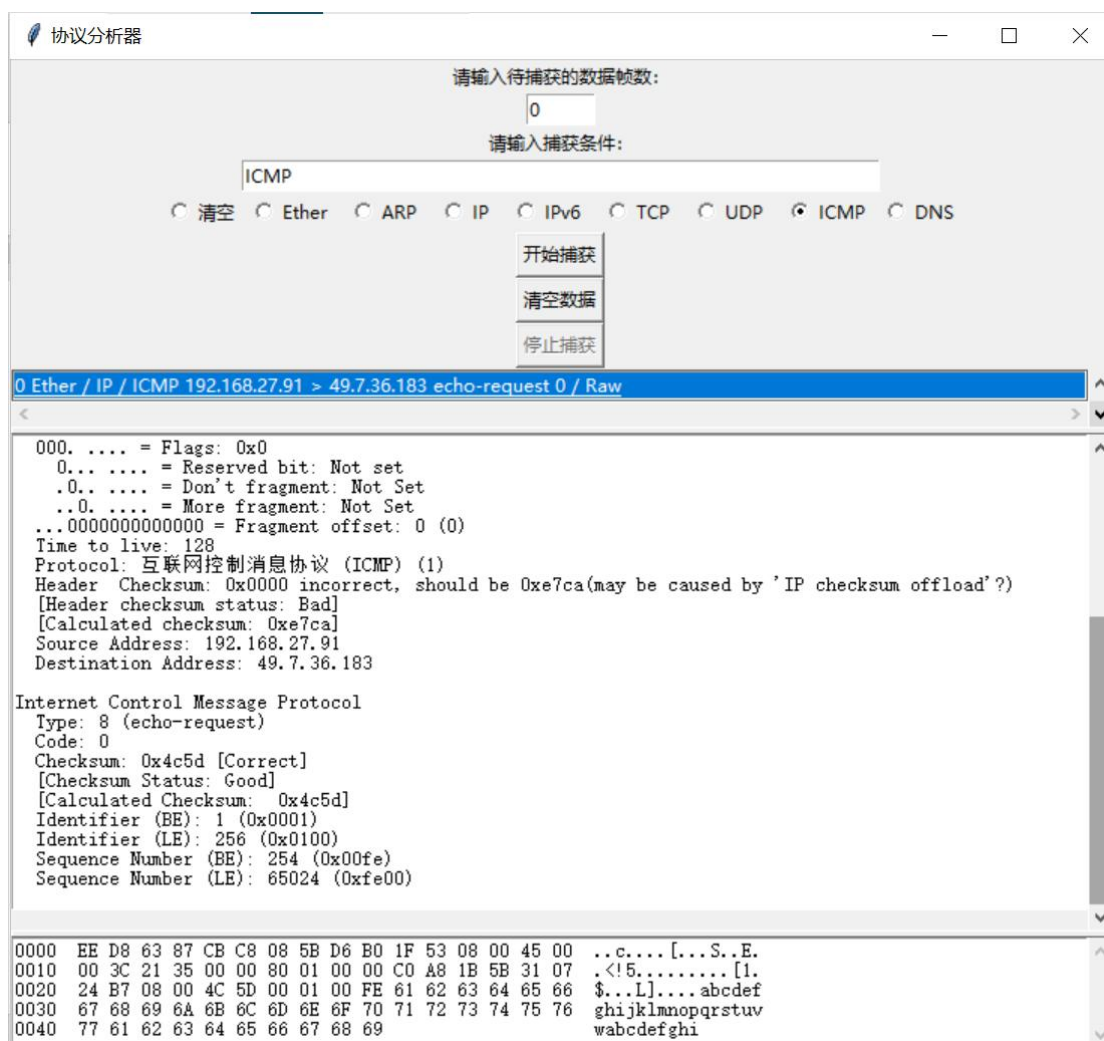 协议分析器
请输入待捕获的数据帧数:
0
请输入捕获条件:
ICMP
清空 Ether ARP IP IPv6 TCP UDP ICMP DNS
开始捕获
清空数据
停止捕获
0 Ether / IP / ICMP 192.168.27.91 > 49.7.36.183 echo-request 0 / Raw
000. .... = Flags: 0x0
0... .... = Reserved bit: Not set
.0.. .... = Don't fragment: Not Set
..0. .... = More fragment: Not Set
...0000000000000 = Fragment offset: 0 (0)
Time to live: 128
Protocol: 互联网控制消息协议 (ICMP) (1)
Header  Checksum: 0x0000 incorrect, should be 0xe7ca(may be caused by 'IP checksum offload'?)
[Header checksum status: Bad]
[Calculated checksum: 0xe7ca]
Source Address: 192.168.27.91
Destination Address: 49.7.36.183
Internet Control Message Protocol
Type: 8 (echo-request)
Code: 0
Checksum: 0x4c5d [Correct]
[Checksum Status: Good]
[Calculated Checksum:  0x4c5d]
Identifier (BE): 1 (0x0001)
Identifier (LE): 256 (0x0100)
Sequence Number (BE): 254 (0x00fe)
Sequence Number (LE): 65024 (0xfe00)
0000  EE D8 63 87 CB C8 08 5B D6 B0 1F 53 08 00 45 00  ..c....[...S..E.
0010  00 3C 21 35 00 00 80 01 00 00 C0 A8 1B 5B 31 07  .<!5.........[1.
0020  24 B7 08 00 4C 5D 00 01 00 FE 61 62 63 64 65 66  $...L]....abcdef
0030  67 68 69 6A 6B 6C 6D 6E 6F 70 71 72 73 74 75 76  ghijklmnopqrstuv
0040  77 61 62 63 64 65 66 67 68 69  wabcdefghi